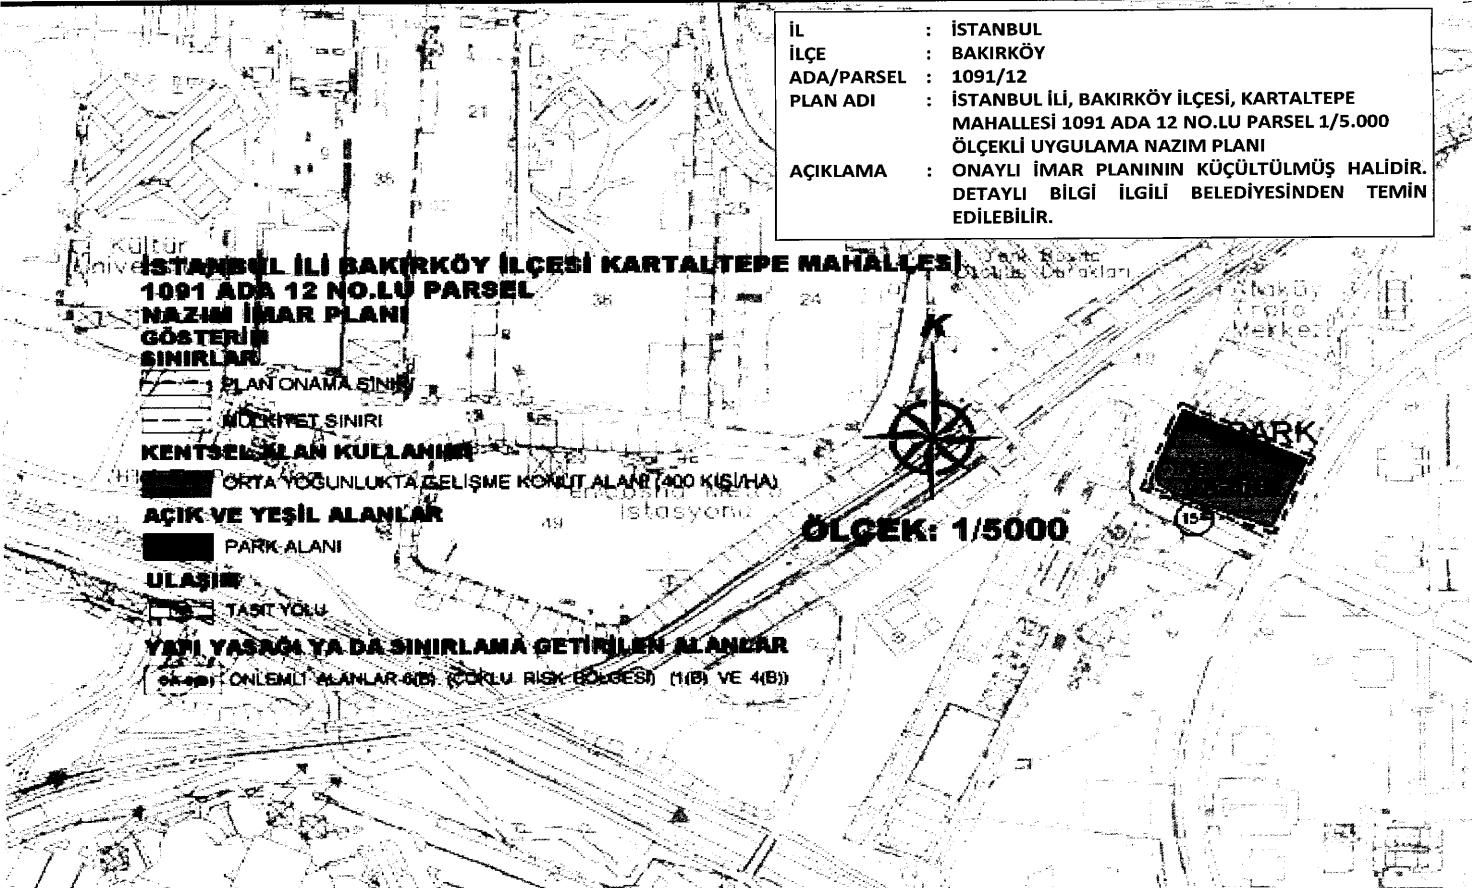 İL : İSTANBUL
İLÇE : BAKIRKÖY
ADA/PARSEL : 1091/12
PLAN ADI : İSTANBUL İLİ, BAKIRKÖY İLÇESİ, KARTALTEPE
MAHALLESİ 1091 ADA 12 NO.LU PARSEL 1/5.000
ÖLÇEKLİ UYGULAMA NAZIM PLANI
AÇIKLAMA : ONAYLI İMAR PLANININ KÜÇÜLTÜLMÜŞ HALİDİR.
DETAYLI BİLGİ İLGİLİ BELEDİYESİNDEN TEMİN
EDİLEBİLİR.
21
9
36
25
Kültür
İSTANBUL İLİ BAKIRKÖY İLÇESİ KARTALTEPE MAHALLESİ
1091 ADA 12 NO.LU PARSEL
NAZIM İMAR PLANI
36
24
Ataköy
Merkez
GÖSTERİM
SINIRLAR
K
PLAN ONAMA SINIRI
MÜLKİYET SINIRI
PARK
KENTSEL ALAN KULLANIMI
ORTA YOĞUNLUKTA GELİŞME KONUT ALANI (400 KİŞİ/HA)
İstasyonu
49
AÇIK VE YEŞİL ALANLAR
ÖLÇEK: 1/5000
15
PARK ALANI
ULAŞIM
TAŞIT YOLU
YAPI YASAĞI YA DA SINIRLAMA GETİRİLEN ALANLAR
ÖNLEMLİ ALANLAR 6(B) (ÇOKLU RİSK BÖLGESİ) (1(B) VE 4(B))